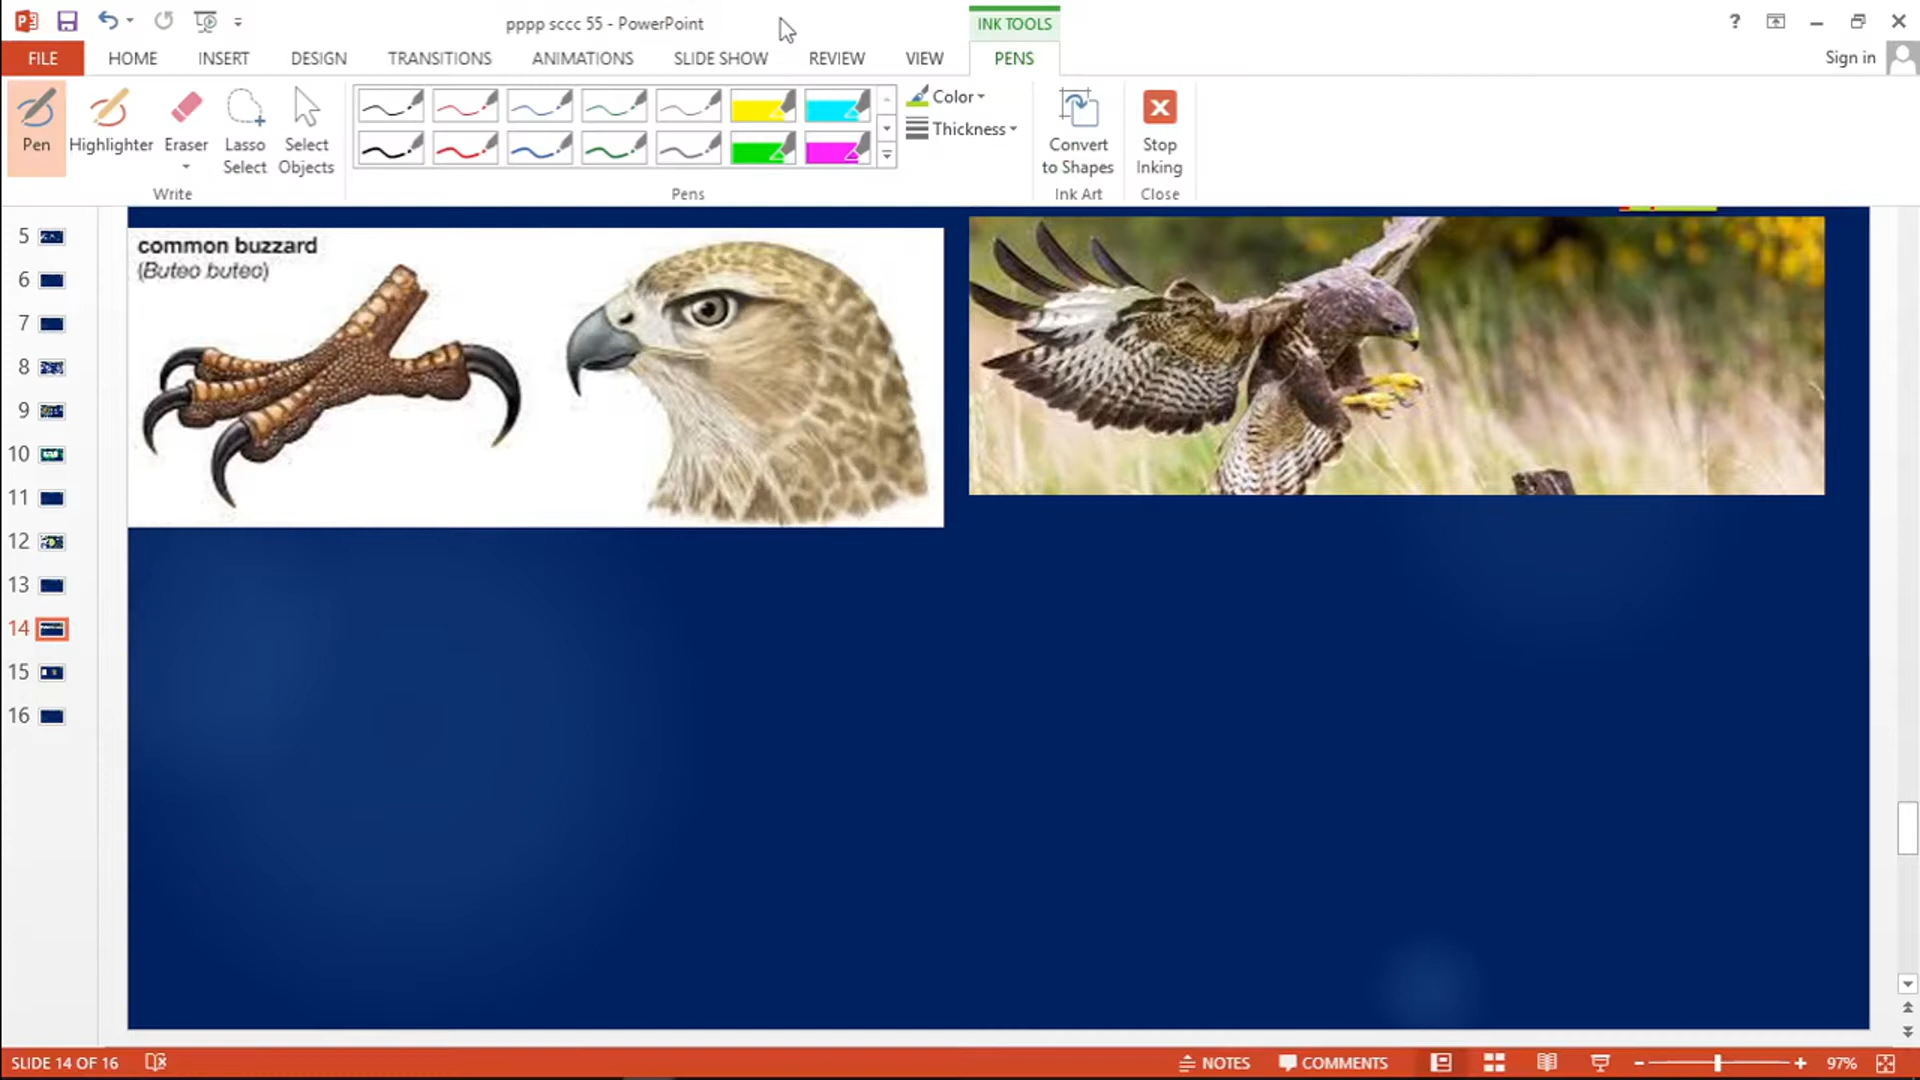 pppp sccc 55 - PowerPoint
INK TOOLS
?
FILE
HOME
INSERT
DESIGN
TRANSITIONS
ANIMATIONS
SLIDE SHOW
REVIEW
VIEW
PENS
Sign in
Pen
Highlighter
Eraser
Lasso
Select
Select
Objects
Color
Thickness
Convert
to Shapes
Stop
Inking
Write
Pens
Ink Art
Close
5
6
7
8
9
10
11
12
13
14
15
16
common buzzard
(Buteo buteo)
SLIDE 14 OF 16
NOTES
COMMENTS
97%